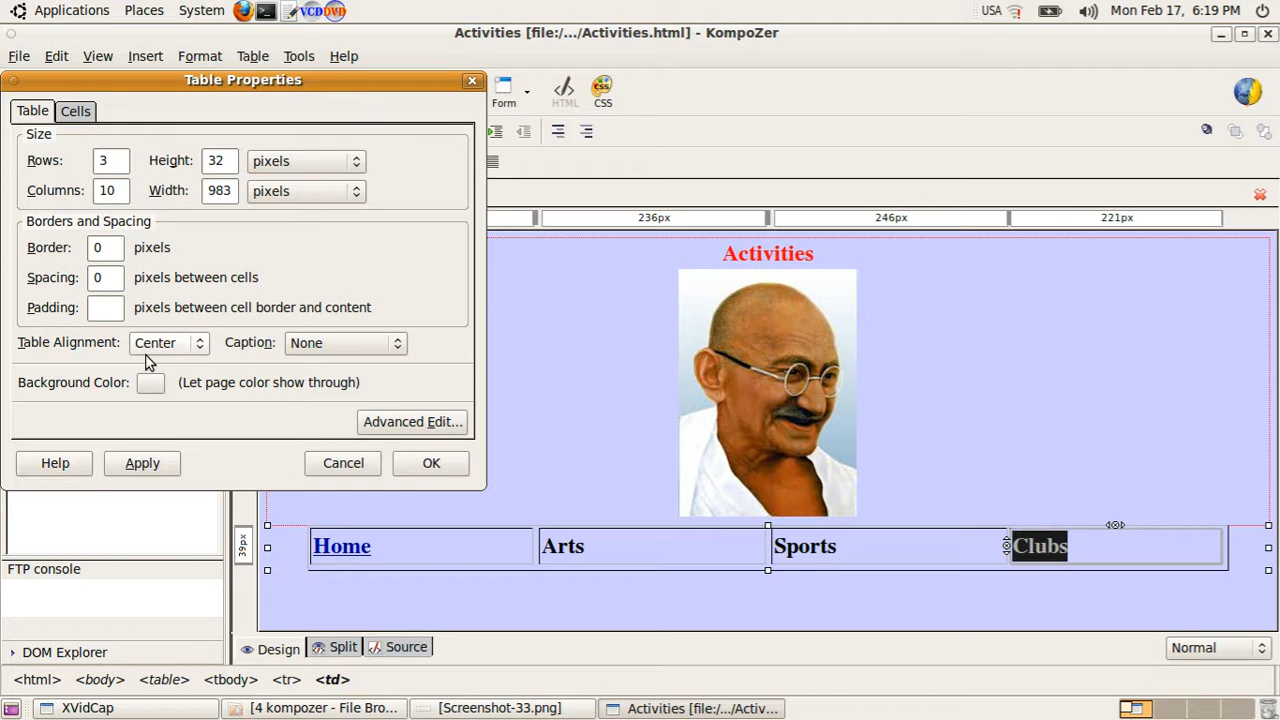 Applications Places System VCD DVD USA Mon Feb 17, 6:19 PM
Activities [file:/.../Activities.html] - KompoZer
File Edit View Insert Format Table Tools Help
Table Properties
Form HTML CSS
Table Cells
Size
Rows: 3 Height: 32 pixels
Columns: 10 Width: 983 pixels
236px 246px 221px
Borders and Spacing
Border: 0 pixels
Spacing: 0 pixels between cells
Padding: pixels between cell border and content
Table Alignment: Center Caption: None
Background Color: (Let page color show through)
Advanced Edit...
Help Apply Cancel OK
Activities
39px
Home Arts Sports Clubs
FTP console
DOM Explorer
Design Split Source Normal
<html> <body> <table> <tbody> <tr> <td>
XVidCap [4 kompozer - File Bro... [Screenshot-33.png] Activities [file:/.../Activ...